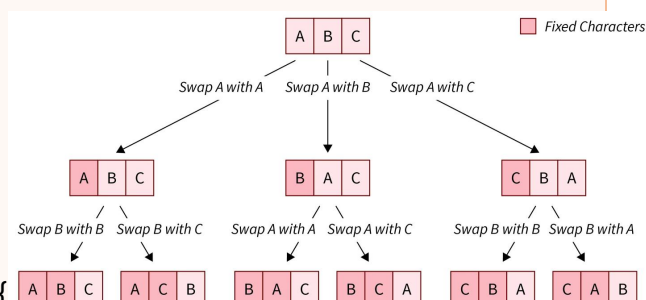 A B C
Fixed Characters
Swap A with A Swap A with B Swap A with C
A B C B A C C B A
Swap B with B Swap B with C Swap A with A Swap A with C Swap B with B Swap B with A
{ A B C A C B B A C B C A C B A C A B